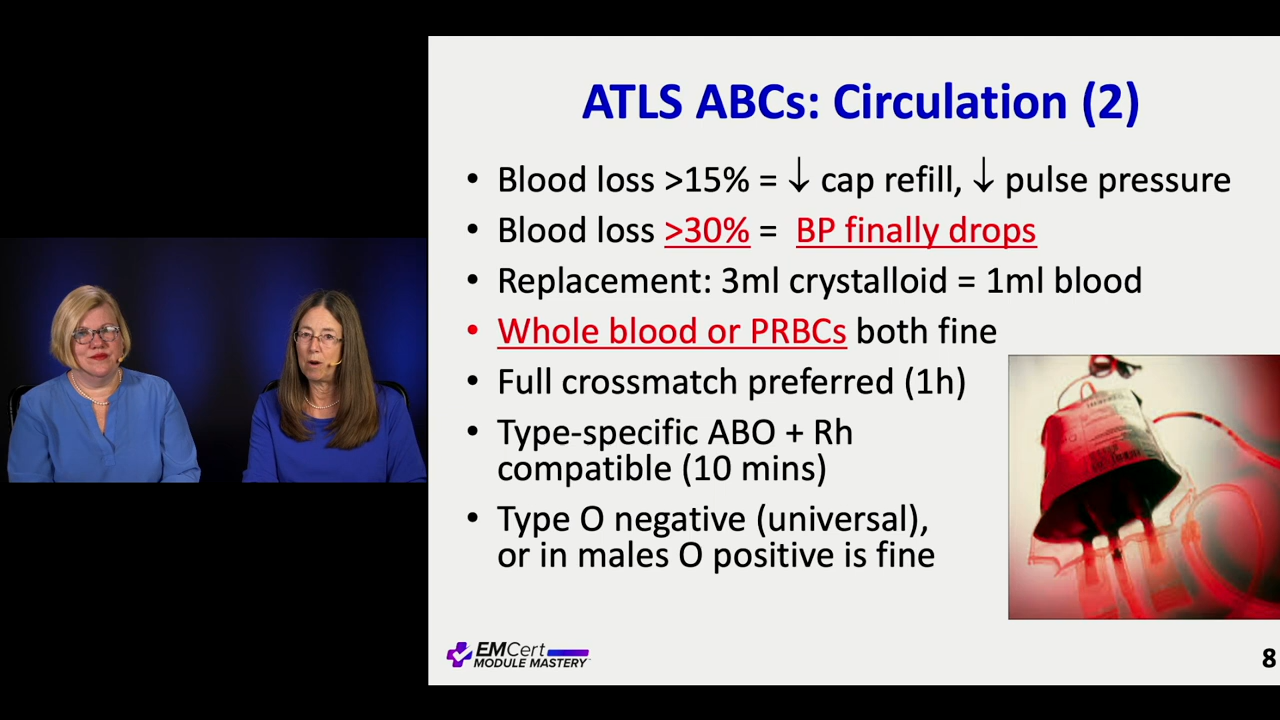 ATLS ABCs: Circulation (2)
• Blood loss >15% = ↓ cap refill, ↓ pulse pressure
• Blood loss >30% = BP finally drops
• Replacement: 3ml crystalloid = 1ml blood
• Whole blood or PRBCs both fine
• Full crossmatch preferred (1h)
• Type-specific ABO + Rh
compatible (10 mins)
• Type O negative (universal),
or in males O positive is fine
EMCert
MODULE MASTERY
8